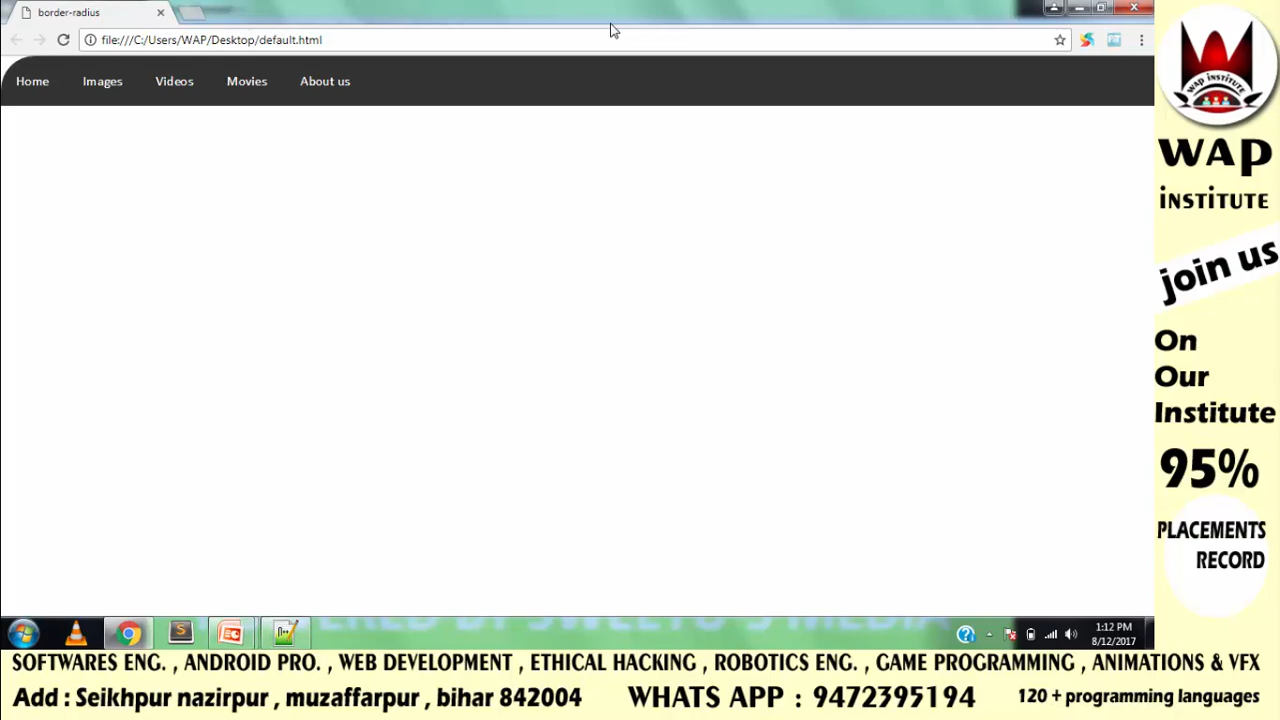 border-radius
file:///C:/Users/WAP/Desktop/default.html
Home Images Videos Movies About us
WAP INSTITUTE
WAP
INSTITUTE
join us
On
Our
Institute
95%
PLACEMENTS
RECORD
1:12 PM
8/12/2017
SOFTWARES ENG. , ANDROID PRO. , WEB DEVELOPMENT , ETHICAL HACKING , ROBOTICS ENG. , GAME PROGRAMMING , ANIMATIONS & VFX
Add : Seikhpur nazirpur , muzaffarpur , bihar 842004 WHATS APP : 9472395194 120 + programming languages